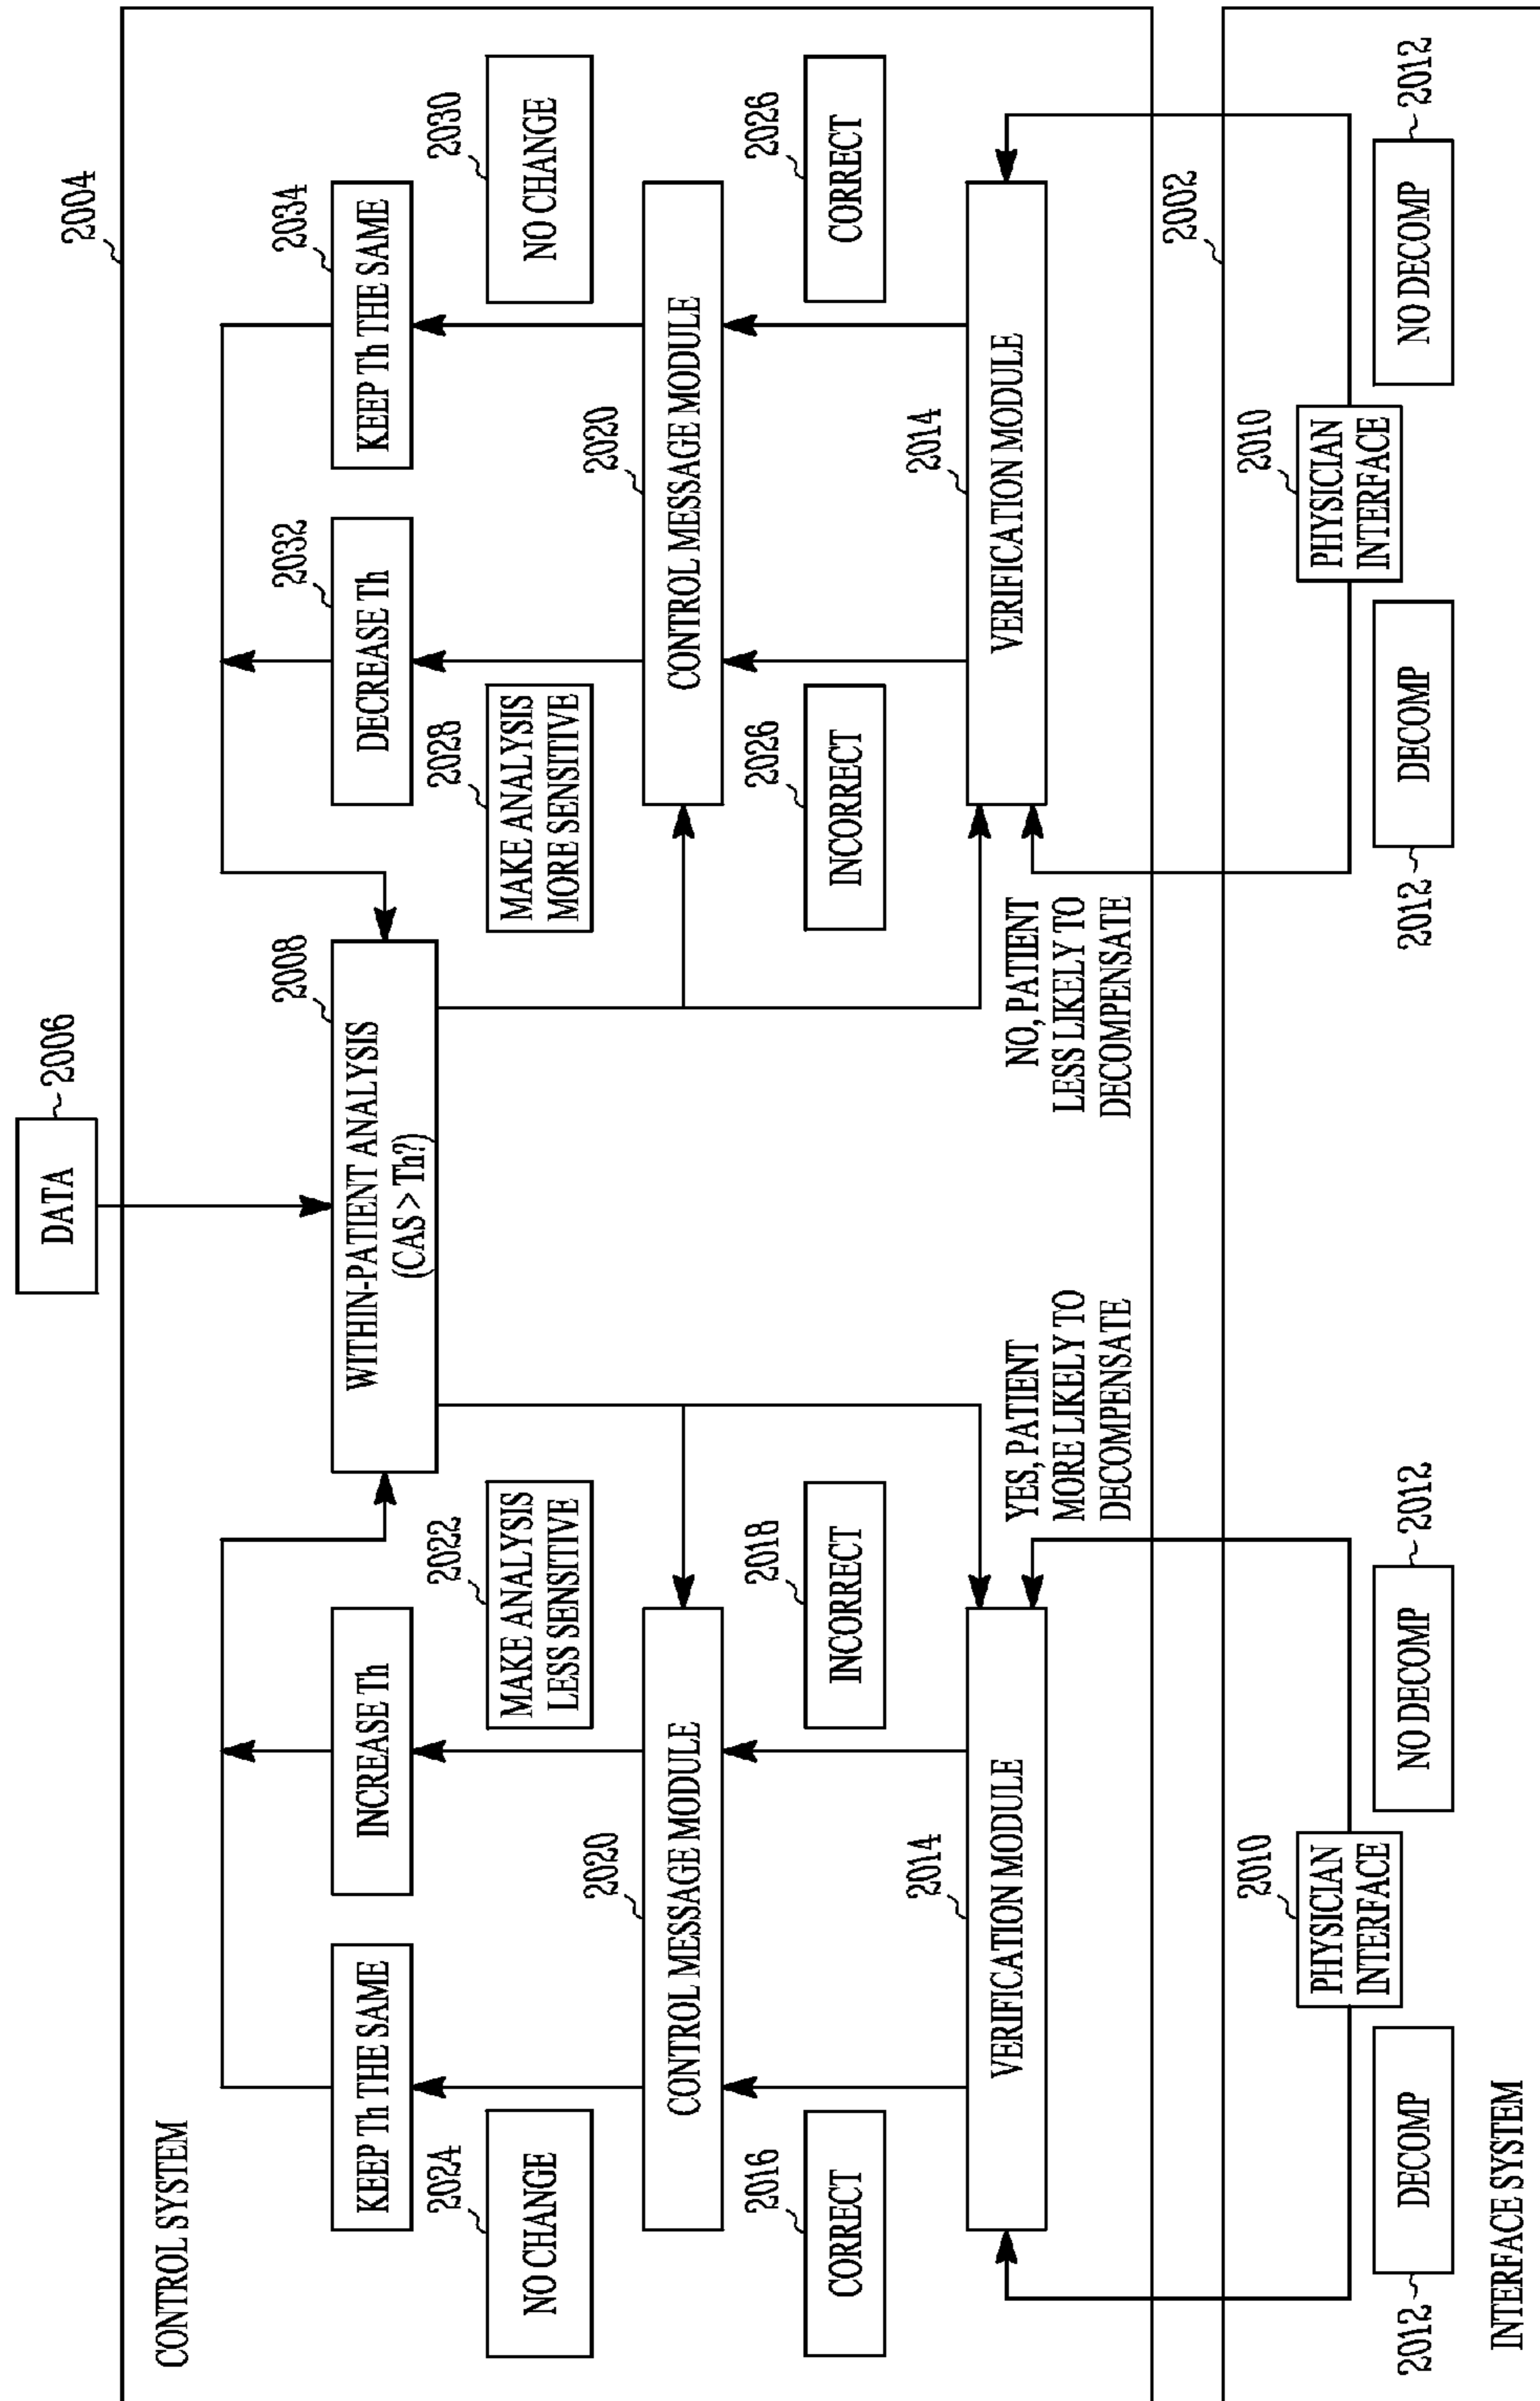 DATA
2006
2004
CONTROL SYSTEM
KEEP Th THE SAME
INCREASE Th
WITHIN-PATIENT ANALYSIS
(CAS > Th?)
2008
DECREASE Th
2032
KEEP Th THE SAME
2034
NO CHANGE
2024
MAKE ANALYSIS
LESS SENSITIVE
2022
MAKE ANALYSIS
MORE SENSITIVE
2028
NO CHANGE
2030
CONTROL MESSAGE MODULE
2020
CONTROL MESSAGE MODULE
2020
CORRECT
2016
INCORRECT
2018
INCORRECT
2026
CORRECT
2026
VERIFICATION MODULE
2014
YES, PATIENT
MORE LIKELY TO
DECOMPENSATE
NO, PATIENT
LESS LIKELY TO
DECOMPENSATE
VERIFICATION MODULE
2014
2002
PHYSICIAN
INTERFACE
2010
PHYSICIAN
INTERFACE
2010
2012
DECOMP
NO DECOMP
2012
2012
DECOMP
NO DECOMP
2012
INTERFACE SYSTEM